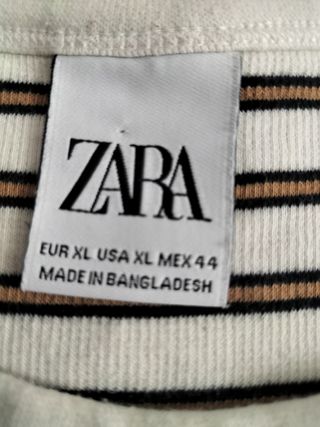 ZARA
EUR XL USA XL MEX 44
MADE IN BANGLADESH